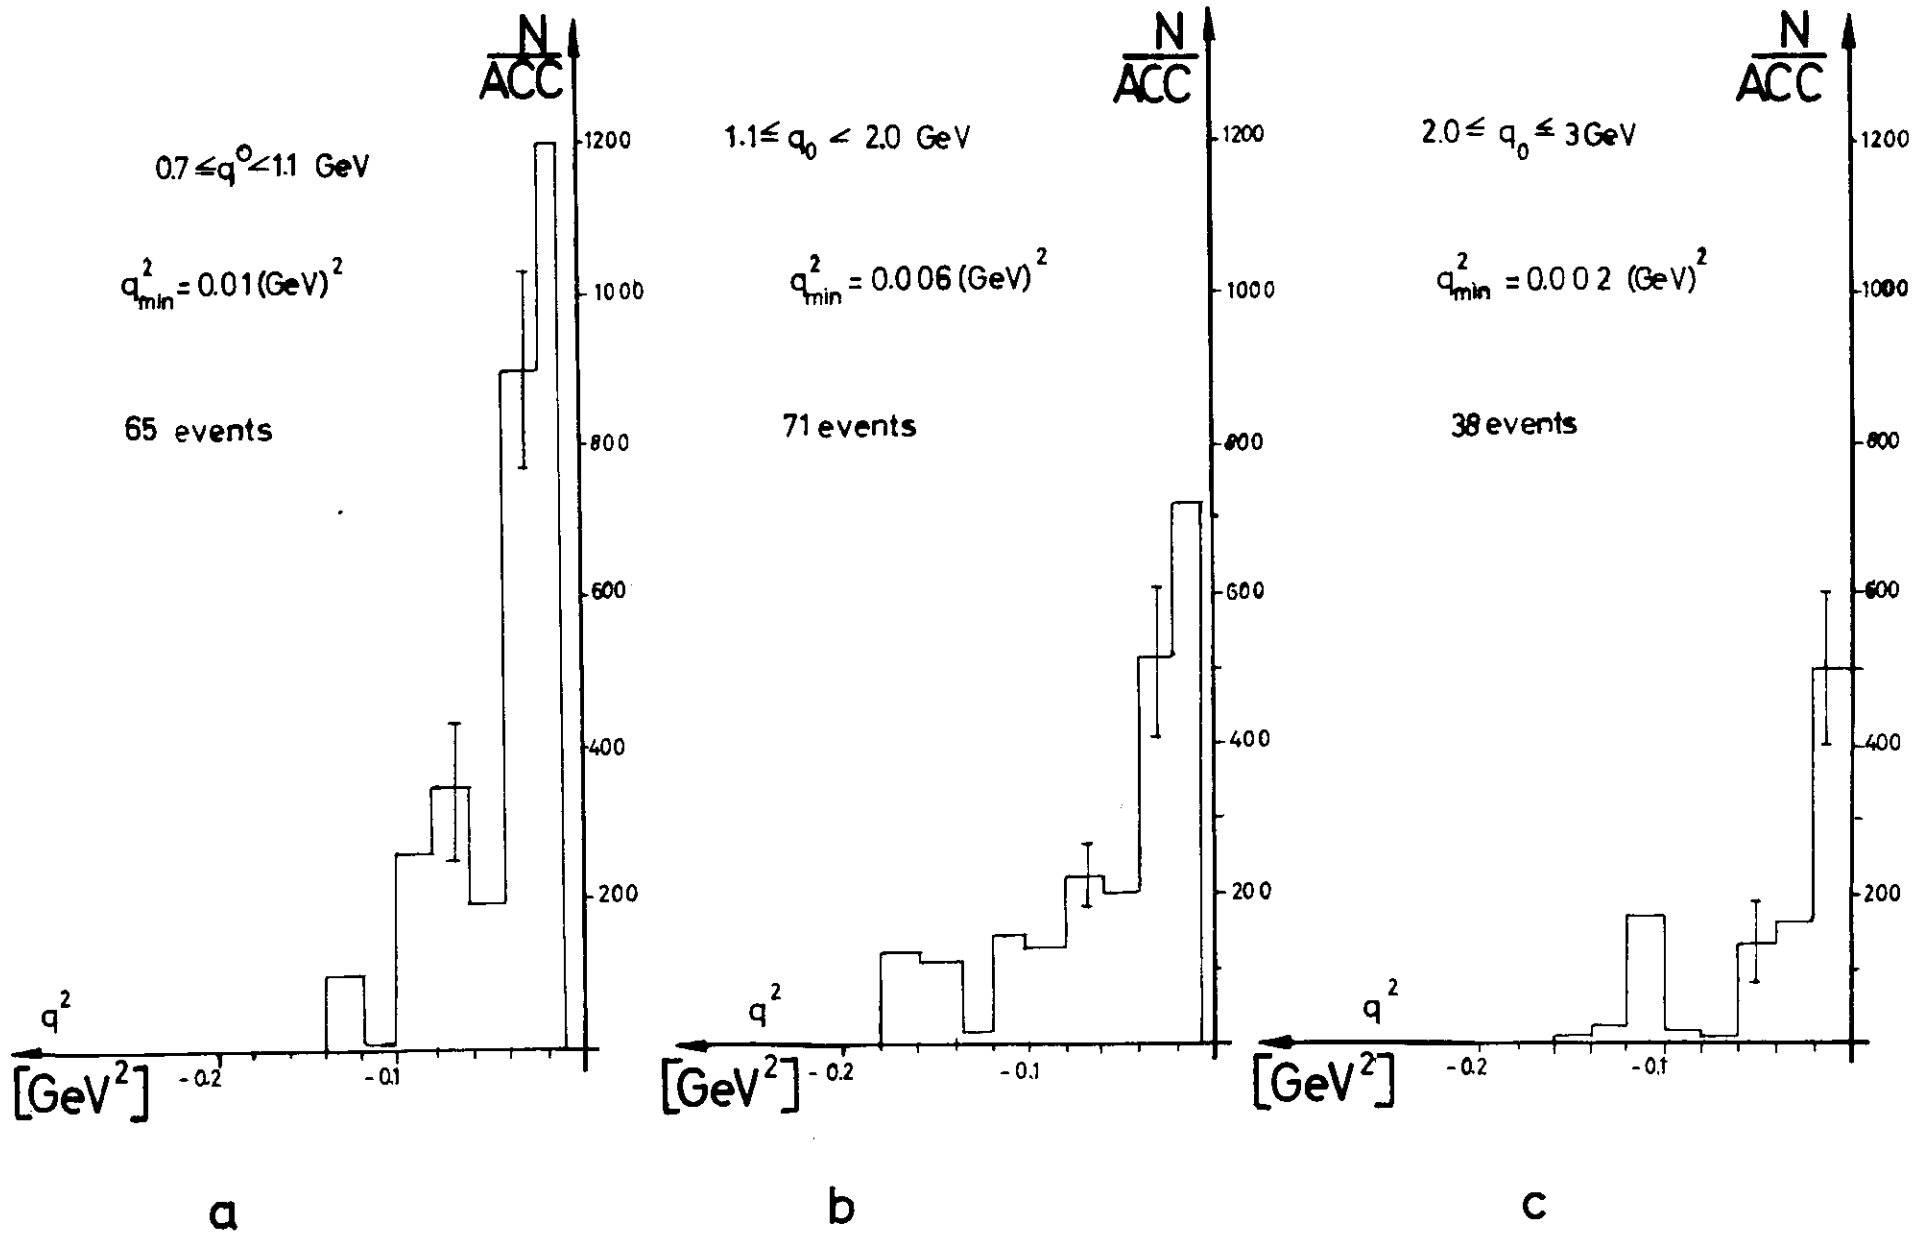 N
ACC
0.7 ≤ q⁰ < 1.1 GeV
q²min = 0.01 (GeV)²
65 events
1200
1000
800
600
400
200
q²
[GeV²]
-0.2
-0.1
a
N
ACC
1.1 ≤ q₀ < 2.0 GeV
q²min = 0.006 (GeV)²
71 events
1200
1000
800
600
400
200
q²
[GeV²]
-0.2
-0.1
b
N
ACC
2.0 ≤ q₀ ≤ 3 GeV
q²min = 0.002 (GeV)²
38 events
1200
1000
800
600
400
200
q²
[GeV²]
-0.2
-0.1
c